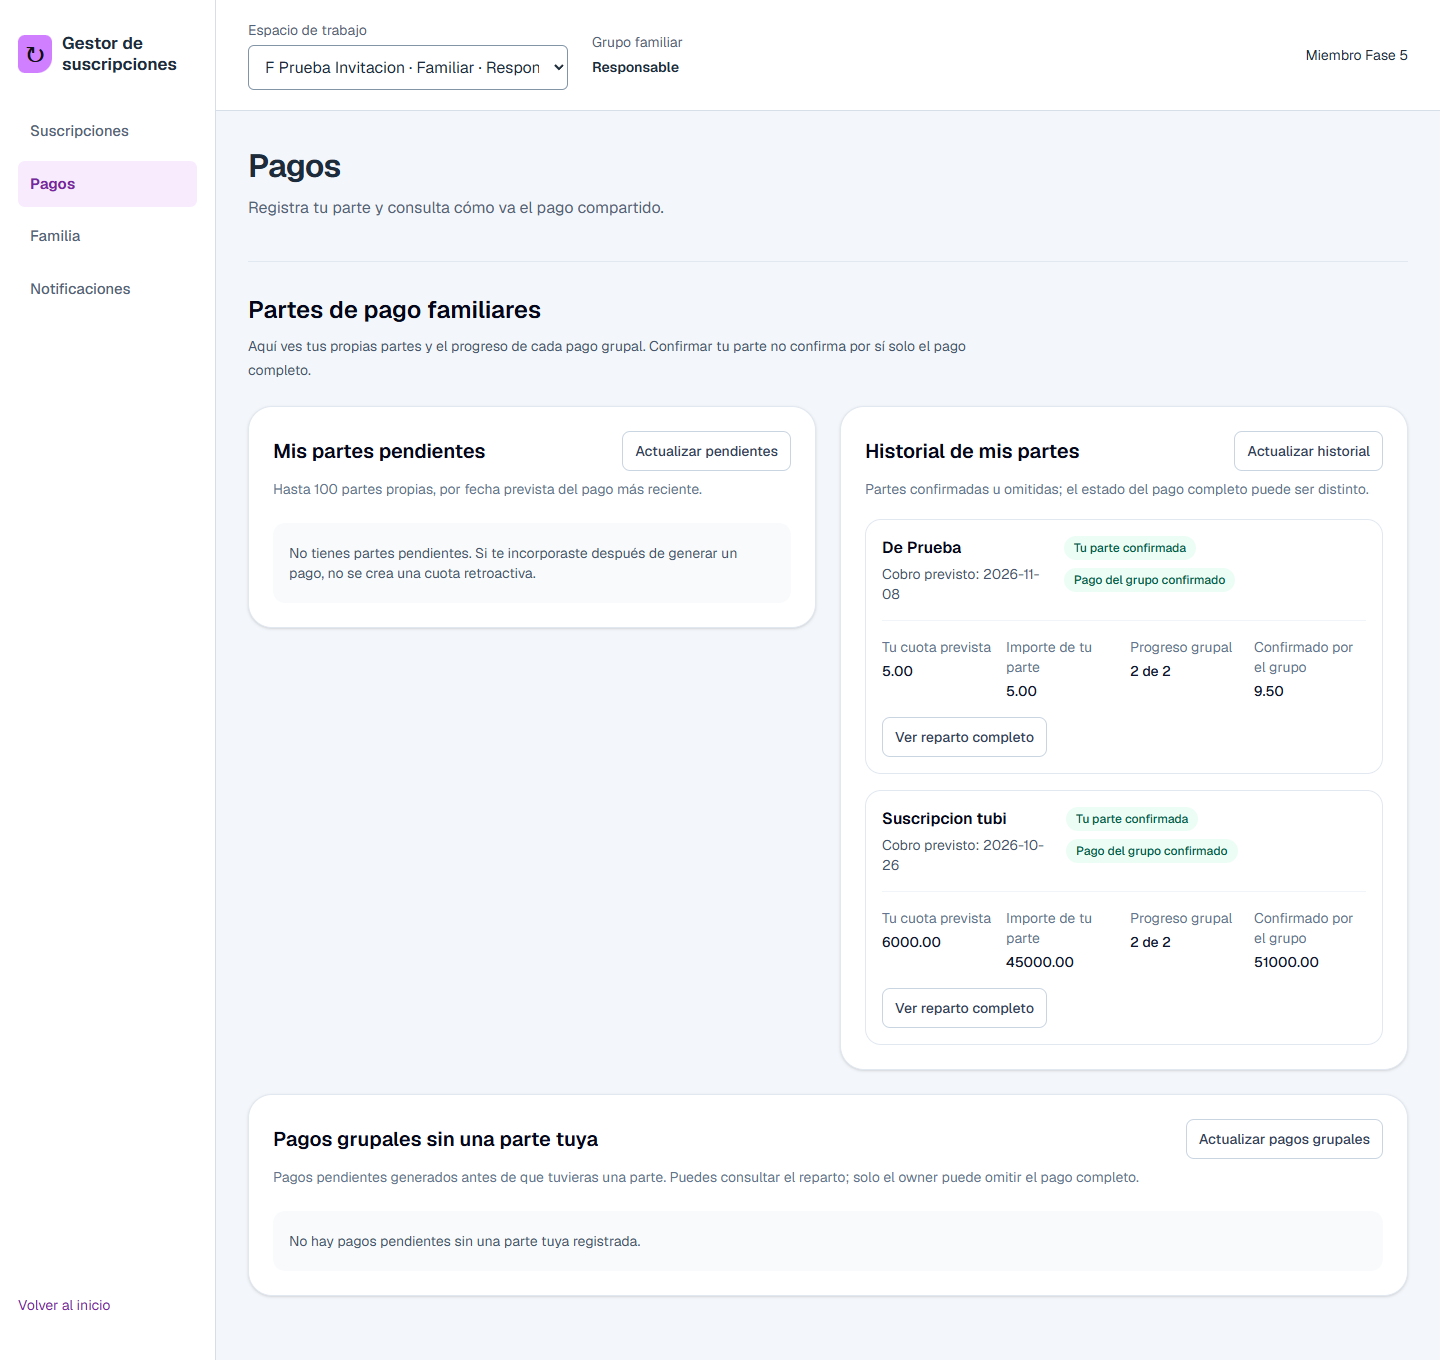 Gestor de
suscripciones
Suscripciones
Pagos
Familia
Notificaciones
Volver al inicio
Espacio de trabajo
F Prueba Invitacion · Familiar · Respon
Grupo familiar
Responsable
Miembro Fase 5
Pagos
Registra tu parte y consulta cómo va el pago compartido.
Partes de pago familiares
Aquí ves tus propias partes y el progreso de cada pago grupal. Confirmar tu parte no confirma por sí solo el pago
completo.
Mis partes pendientes
Actualizar pendientes
Hasta 100 partes propias, por fecha prevista del pago más reciente.
No tienes partes pendientes. Si te incorporaste después de generar un
pago, no se crea una cuota retroactiva.
Historial de mis partes
Actualizar historial
Partes confirmadas u omitidas; el estado del pago completo puede ser distinto.
De Prueba
Cobro previsto: 2026-11-
08
Tu parte confirmada
Pago del grupo confirmado
Tu cuota prevista
5.00
Importe de tu
parte
5.00
Progreso grupal
2 de 2
Confirmado por
el grupo
9.50
Ver reparto completo
Suscripcion tubi
Cobro previsto: 2026-10-
26
Tu parte confirmada
Pago del grupo confirmado
Tu cuota prevista
6000.00
Importe de tu
parte
45000.00
Progreso grupal
2 de 2
Confirmado por
el grupo
51000.00
Ver reparto completo
Pagos grupales sin una parte tuya
Actualizar pagos grupales
Pagos pendientes generados antes de que tuvieras una parte. Puedes consultar el reparto; solo el owner puede omitir el pago completo.
No hay pagos pendientes sin una parte tuya registrada.